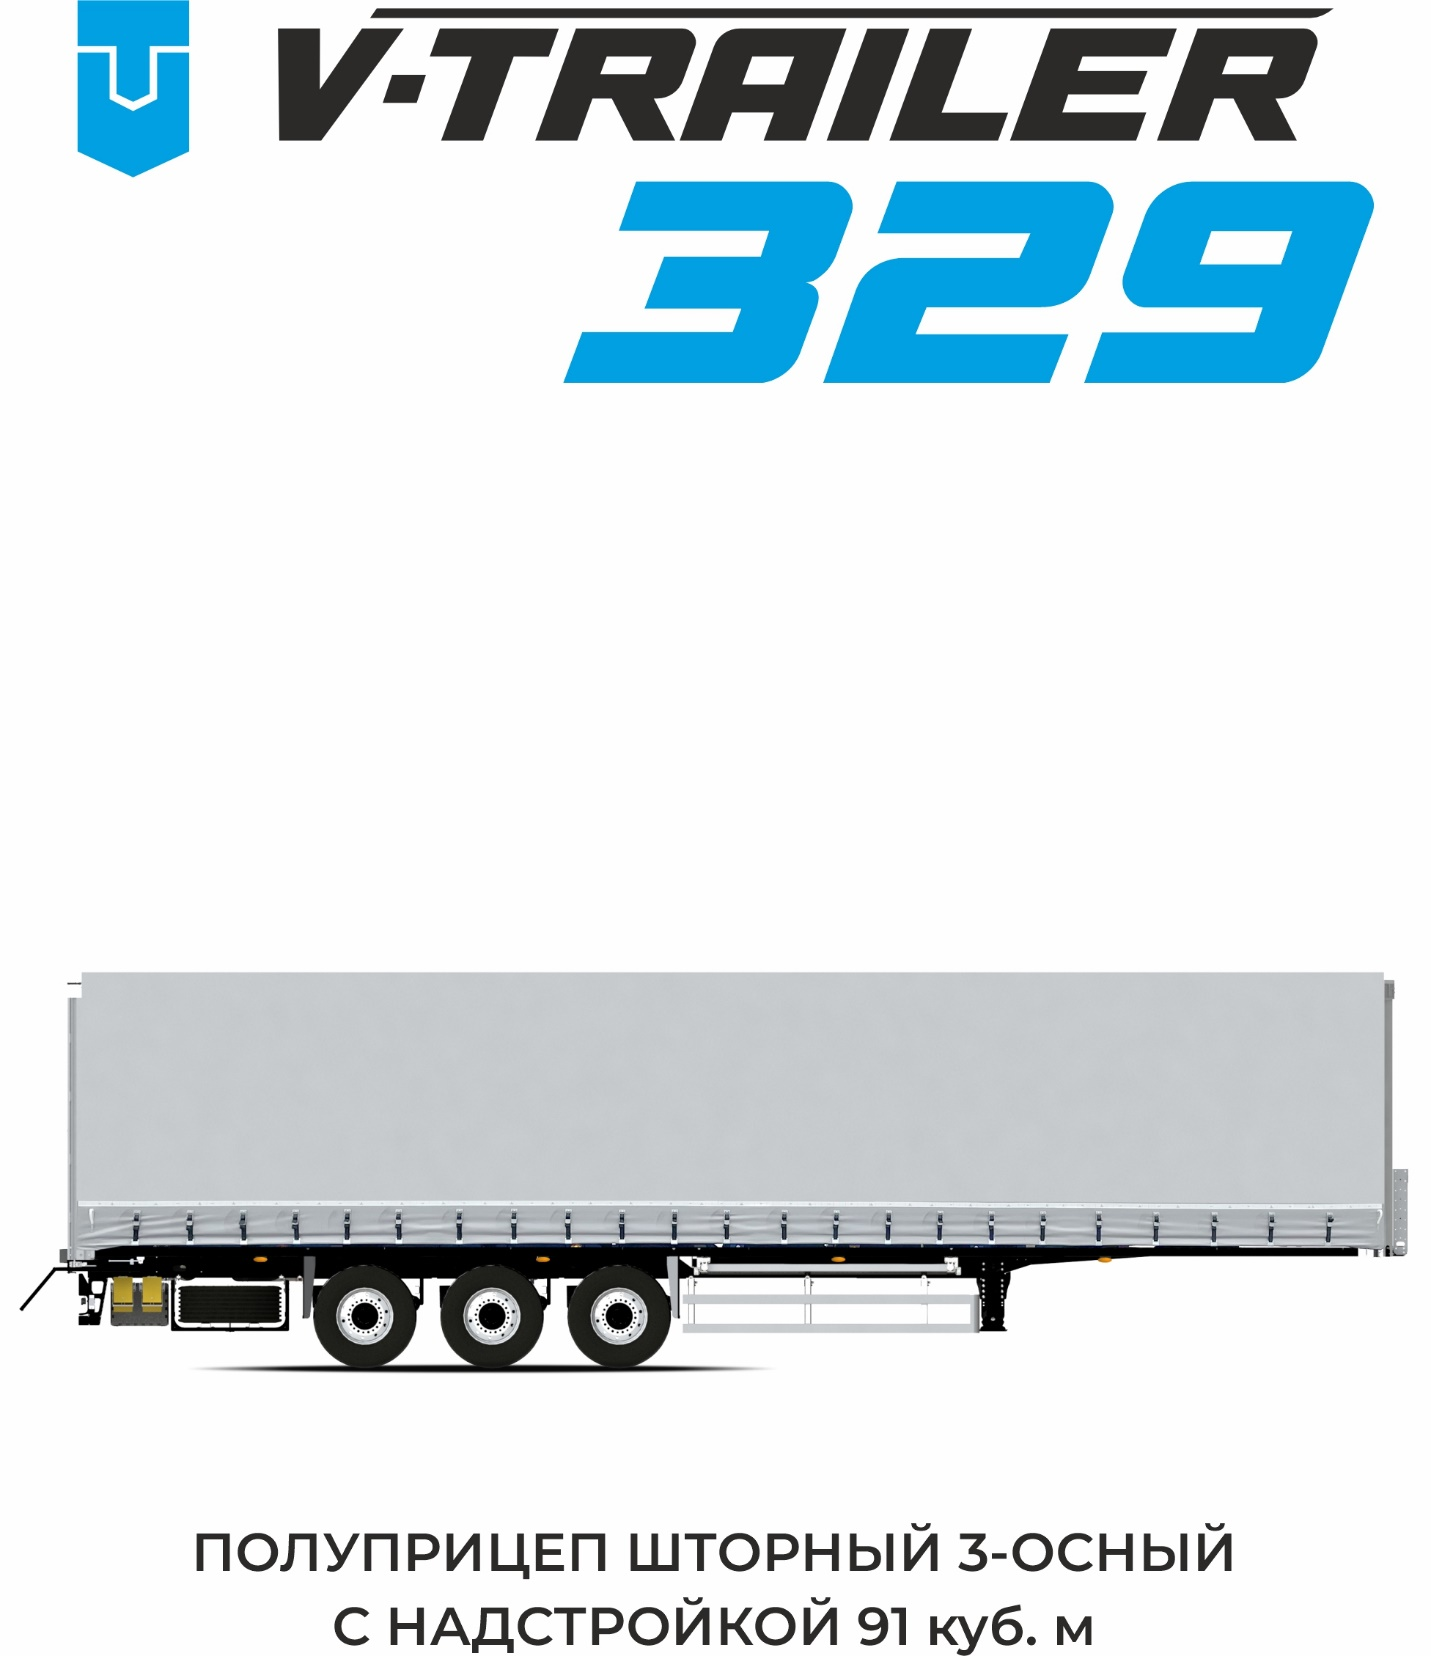 V-TRAILER
329
ПОЛУПРИЦЕП ШТОРНЫЙ 3-ОСНЫЙ
С НАДСТРОЙКОЙ 91 куб. м